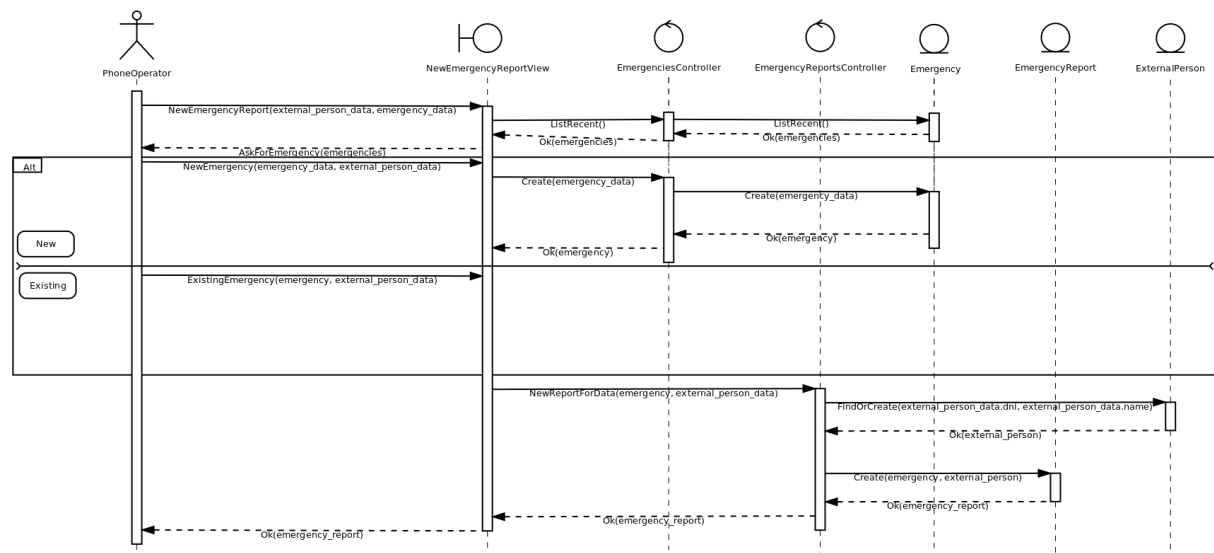 PhoneOperator
NewEmergencyReportView
EmergenciesController
EmergencyReportsController
Emergency
EmergencyReport
ExternalPerson
NewEmergencyReport(external_person_data, emergency_data)
ListRecent()
ListRecent()
Ok(emergencies)
Ok(emergencies)
AskForEmergency(emergencies)
Alt
NewEmergency(emergency_data, external_person_data)
Create(emergency_data)
Create(emergency_data)
Ok(emergency)
New
Ok(emergency)
Existing
ExistingEmergency(emergency, external_person_data)
NewReportForData(emergency, external_person_data)
FindOrCreate(external_person_data.dni, external_person_data.name)
Ok(external_person)
Create(emergency, external_person)
Ok(emergency_report)
Ok(emergency_report)
Ok(emergency_report)